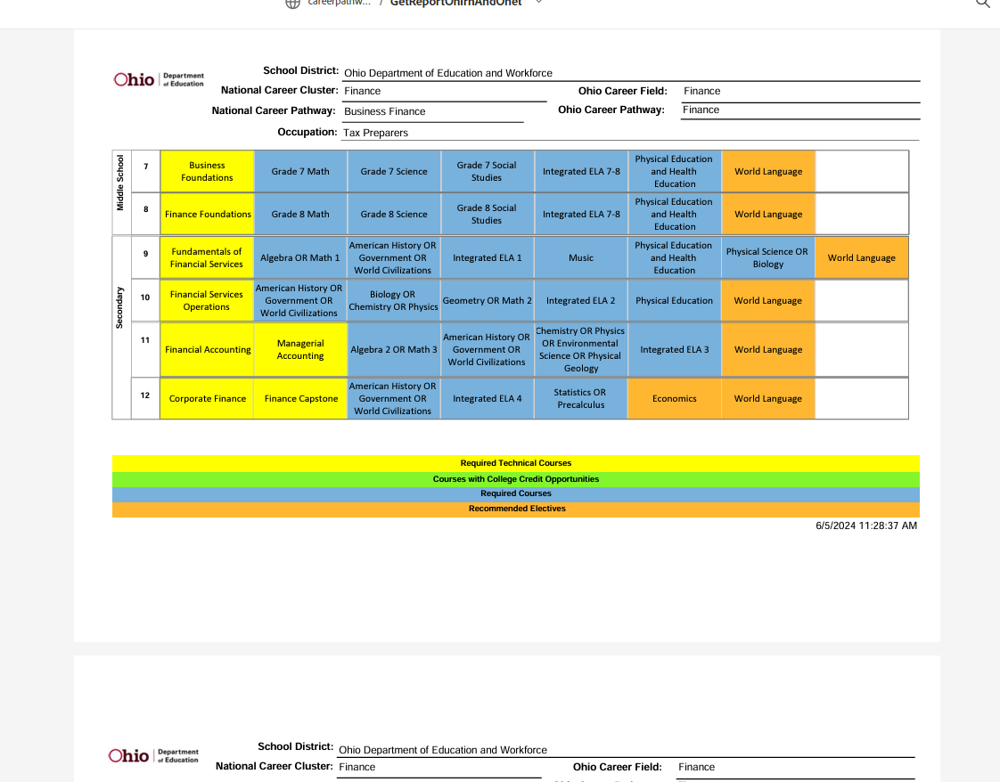 careerpathw... / GetReportOhIrnAndOnet
Ohio Department
of Education
School District: Ohio Department of Education and Workforce
National Career Cluster: Finance
Ohio Career Field: Finance
National Career Pathway: Business Finance
Ohio Career Pathway: Finance
Occupation: Tax Preparers
Middle School
7
Business
Foundations
Grade 7 Math
Grade 7 Science
Grade 7 Social
Studies
Integrated ELA 7-8
Physical Education
and Health
Education
World Language
8
Finance Foundations
Grade 8 Math
Grade 8 Science
Grade 8 Social
Studies
Integrated ELA 7-8
Physical Education
and Health
Education
World Language
Secondary
9
Fundamentals of
Financial Services
Algebra OR Math 1
American History OR
Government OR
World Civilizations
Integrated ELA 1
Music
Physical Education
and Health
Education
Physical Science OR
Biology
World Language
10
Financial Services
Operations
American History OR
Government OR
World Civilizations
Biology OR
Chemistry OR Physics
Geometry OR Math 2
Integrated ELA 2
Physical Education
World Language
11
Financial Accounting
Managerial
Accounting
Algebra 2 OR Math 3
American History OR
Government OR
World Civilizations
Chemistry OR Physics
OR Environmental
Science OR Physical
Geology
Integrated ELA 3
World Language
12
Corporate Finance
Finance Capstone
American History OR
Government OR
World Civilizations
Integrated ELA 4
Statistics OR
Precalculus
Economics
World Language
Required Technical Courses
Courses with College Credit Opportunities
Required Courses
Recommended Electives
6/5/2024 11:28:37 AM
Ohio Department
of Education
School District: Ohio Department of Education and Workforce
National Career Cluster: Finance
Ohio Career Field: Finance